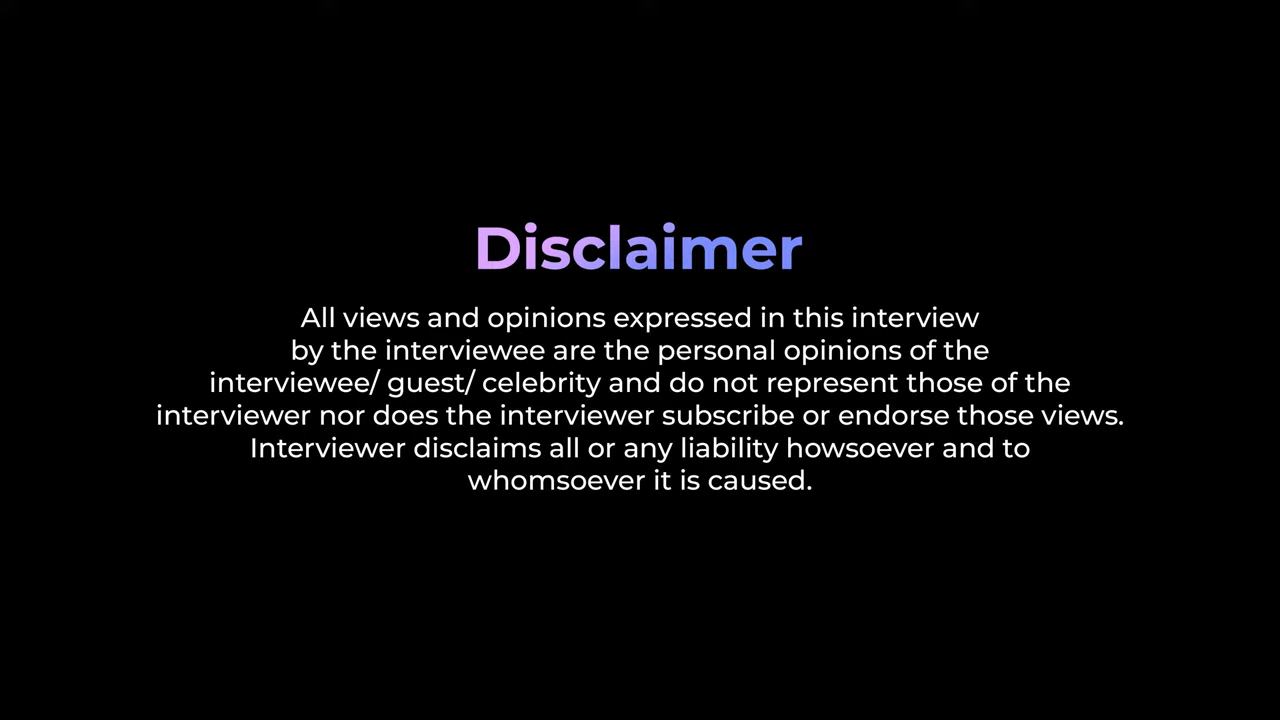 Disclaimer
All views and opinions expressed in this interview
by the interviewee are the personal opinions of the
interviewee/ guest/ celebrity and do not represent those of the
interviewer nor does the interviewer subscribe or endorse those views.
Interviewer disclaims all or any liability howsoever and to
whomsoever it is caused.